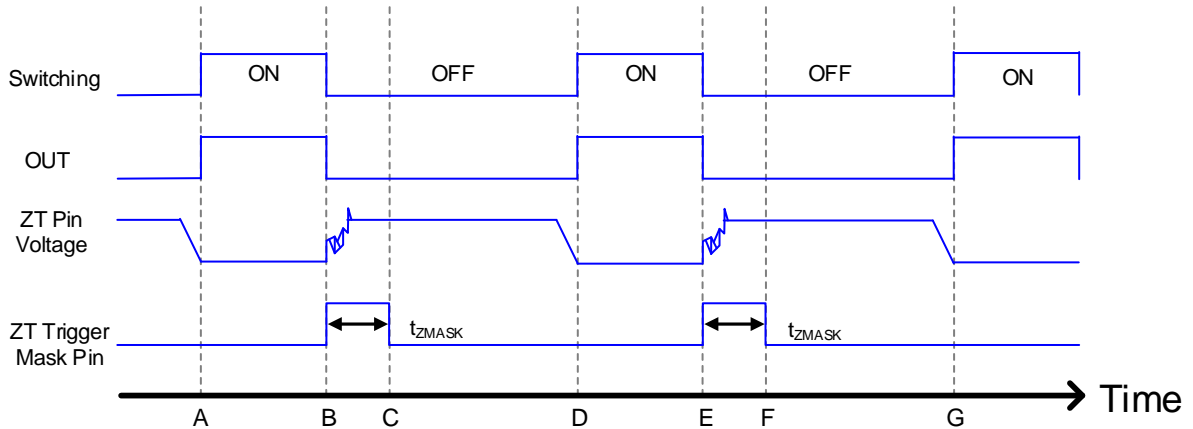 Switching
ON
OFF
ON
OFF
ON
OUT
ZT Pin
Voltage
ZT Trigger
Mask Pin
tZMASK
tZMASK
Time
A
B
C
D
E
F
G